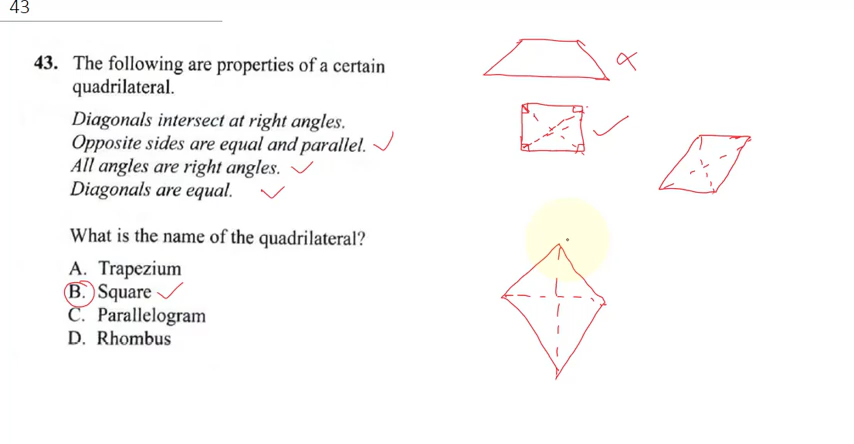 43
43. The following are properties of a certain
quadrilateral.
Diagonals intersect at right angles.
Opposite sides are equal and parallel.
All angles are right angles.
Diagonals are equal.
What is the name of the quadrilateral?
A. Trapezium
B. Square
C. Parallelogram
D. Rhombus